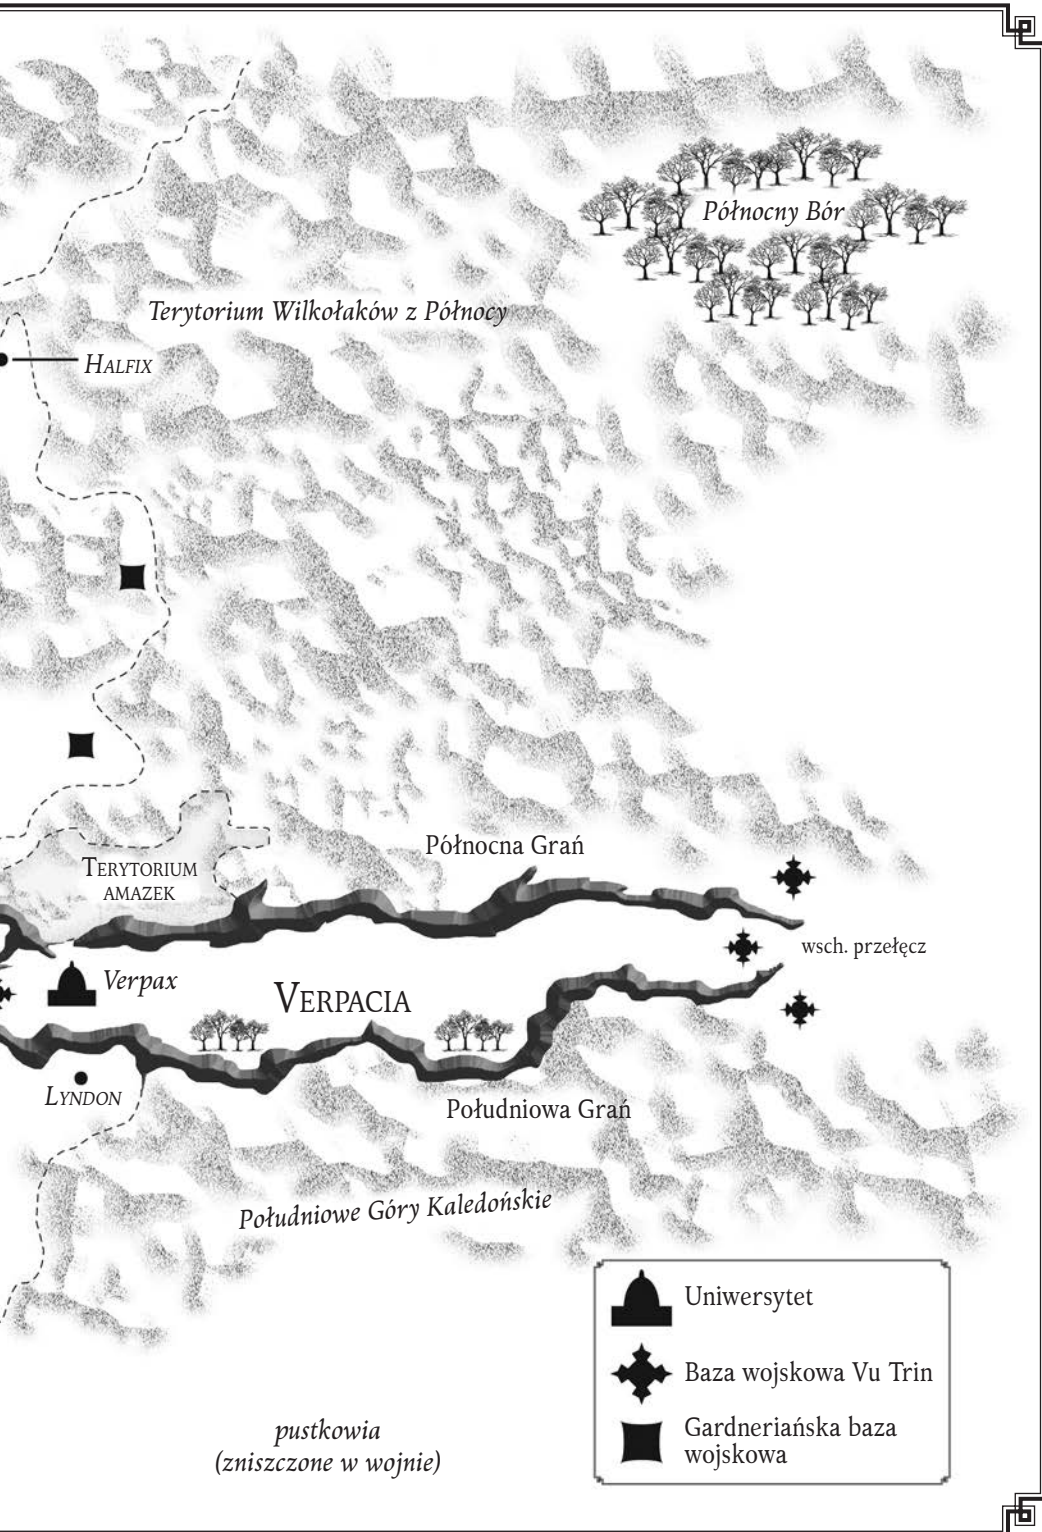 Północny Bór
Terytorium Wilkołaków z Północy
HALFIX
Północna Grań
TERYTORIUM
AMAZEK
wsch. przełęcz
Verpax
VERPACIA
LYNDON
Południowa Grań
Południowe Góry Kaledońskie
Uniwersytet
Baza wojskowa Vu Trin
Gardneriańska baza
wojskowa
pustkowia
(zniszczone w wojnie)